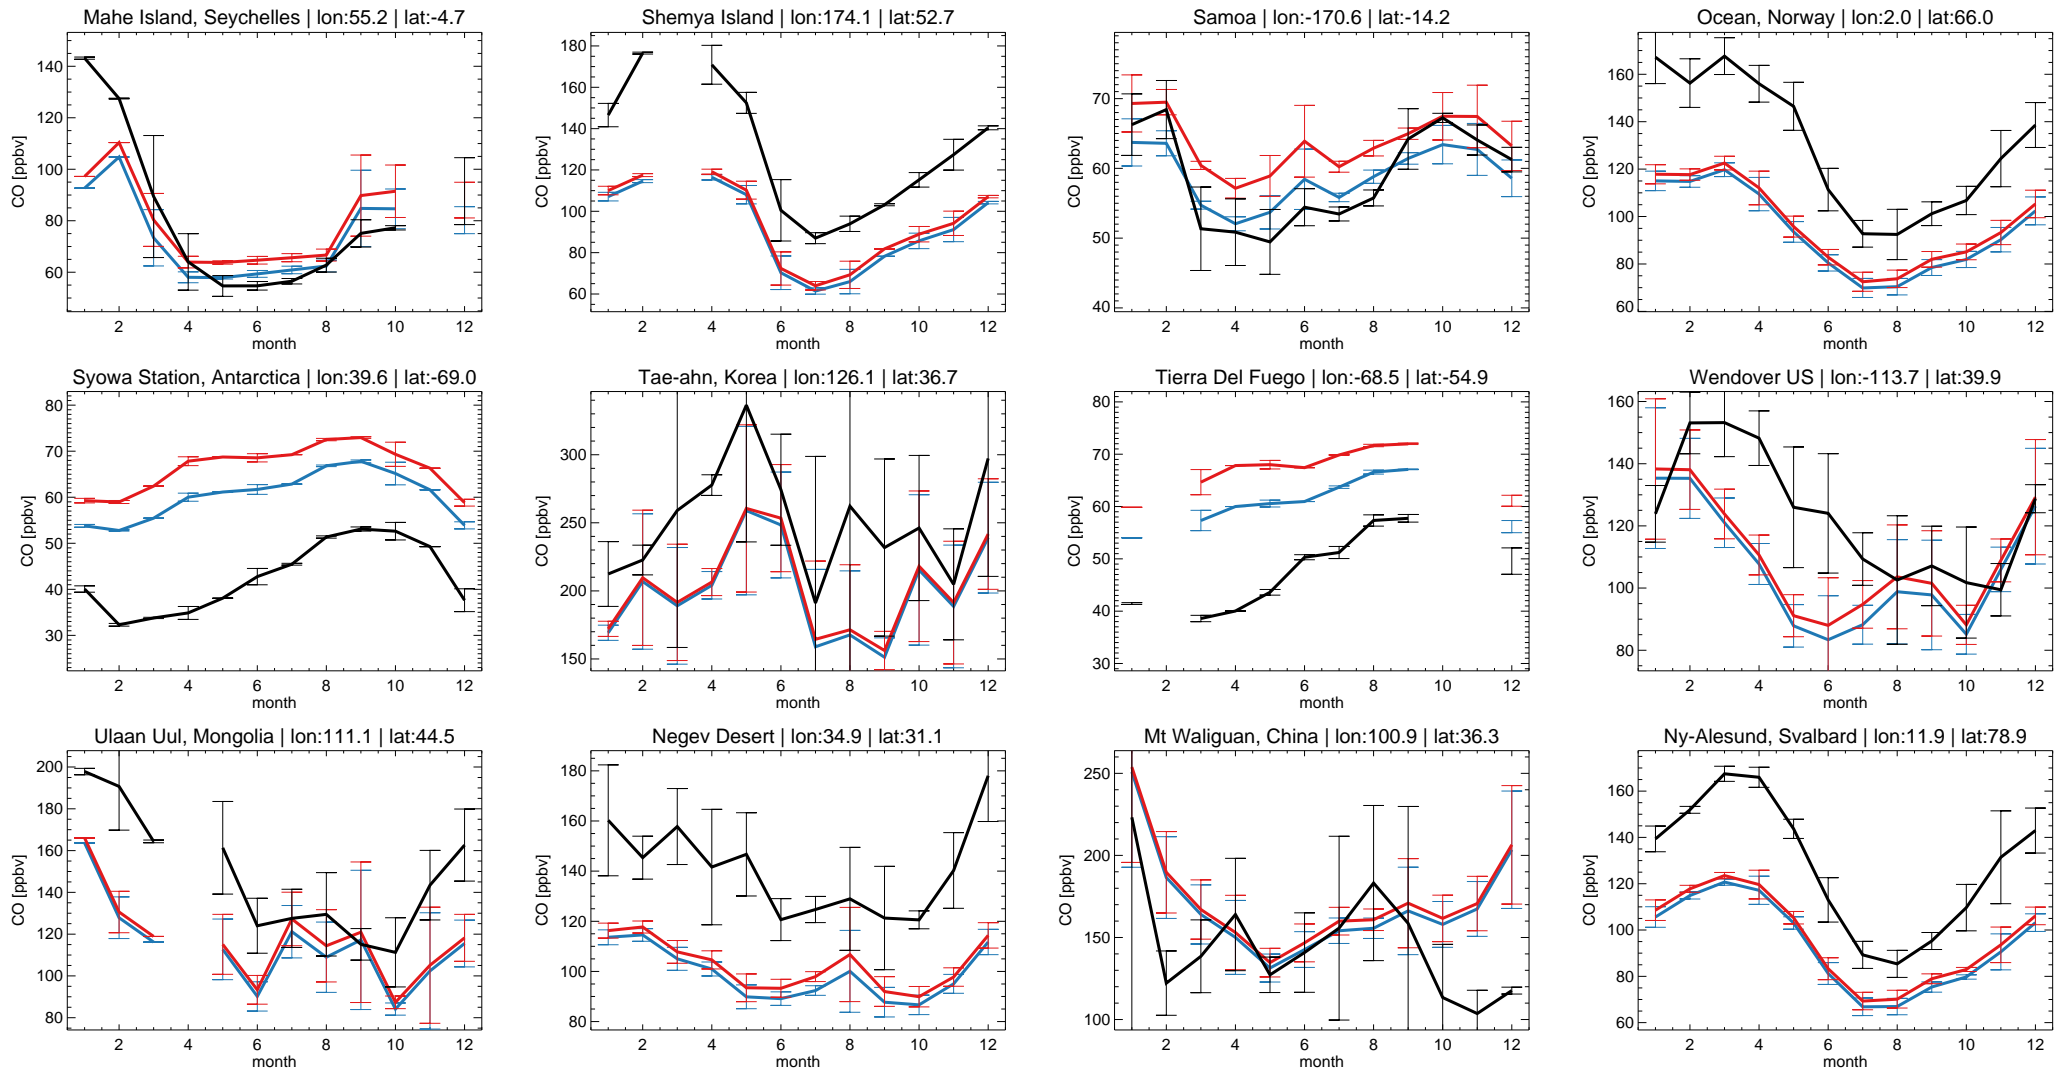 Mahe Island, Seychelles | lon:55.2 | lat:-4.7
CO [ppbv]
140
120
100
80
60
2 4 6 8 10 12
month
Shemya Island | lon:174.1 | lat:52.7
CO [ppbv]
180
160
140
120
100
80
60
2 4 6 8 10 12
month
Samoa | lon:-170.6 | lat:-14.2
CO [ppbv]
70
60
50
40
2 4 6 8 10 12
month
Ocean, Norway | lon:2.0 | lat:66.0
CO [ppbv]
160
140
120
100
80
60
2 4 6 8 10 12
month
Syowa Station, Antarctica | lon:39.6 | lat:-69.0
CO [ppbv]
80
70
60
50
40
30
2 4 6 8 10 12
month
Tae-ahn, Korea | lon:126.1 | lat:36.7
CO [ppbv]
300
250
200
150
2 4 6 8 10 12
month
Tierra Del Fuego | lon:-68.5 | lat:-54.9
CO [ppbv]
80
70
60
50
40
30
2 4 6 8 10 12
month
Wendover US | lon:-113.7 | lat:39.9
CO [ppbv]
160
140
120
100
80
2 4 6 8 10 12
month
Ulaan Uul, Mongolia | lon:111.1 | lat:44.5
CO [ppbv]
200
180
160
140
120
100
80
2 4 6 8 10 12
month
Negev Desert | lon:34.9 | lat:31.1
CO [ppbv]
180
160
140
120
100
80
2 4 6 8 10 12
month
Mt Waliguan, China | lon:100.9 | lat:36.3
CO [ppbv]
250
200
150
100
2 4 6 8 10 12
month
Ny-Alesund, Svalbard | lon:11.9 | lat:78.9
CO [ppbv]
160
140
120
100
80
60
2 4 6 8 10 12
month